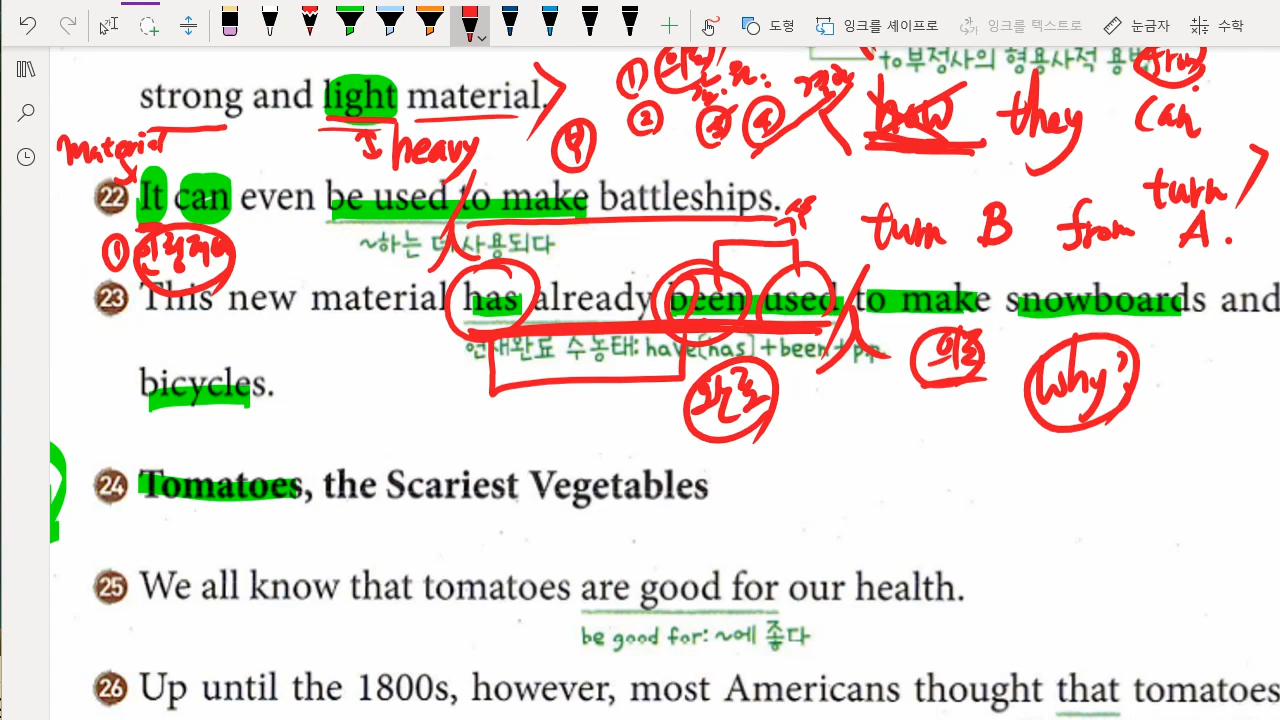 도형 잉크를 셰이프로 잉크를 텍스트로 눈금자 수학
to부정사의 형용사적 용법
strong and light material.
① ② ③ ④
how they can
Material
heavy
turn
㉒ It can even be used to make battleships.
turn B from A.
~하는 데 사용되다
①
㉓ This new material has already been used to make snowboards and
현재완료 수동태: have[has]+been+p.p.
완료
Why?
bicycles.
㉔ Tomatoes, the Scariest Vegetables
㉕ We all know that tomatoes are good for our health.
be good for: ~에 좋다
㉖ Up until the 1800s, however, most Americans thought that tomatoes